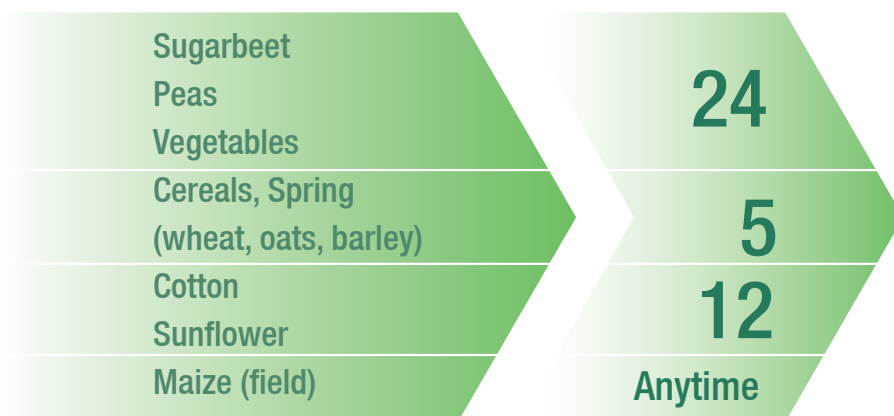 Sugarbeet
Peas
Vegetables
24
Cereals, Spring
(wheat, oats, barley)
5
Cotton
Sunflower
12
Maize (field)
Anytime